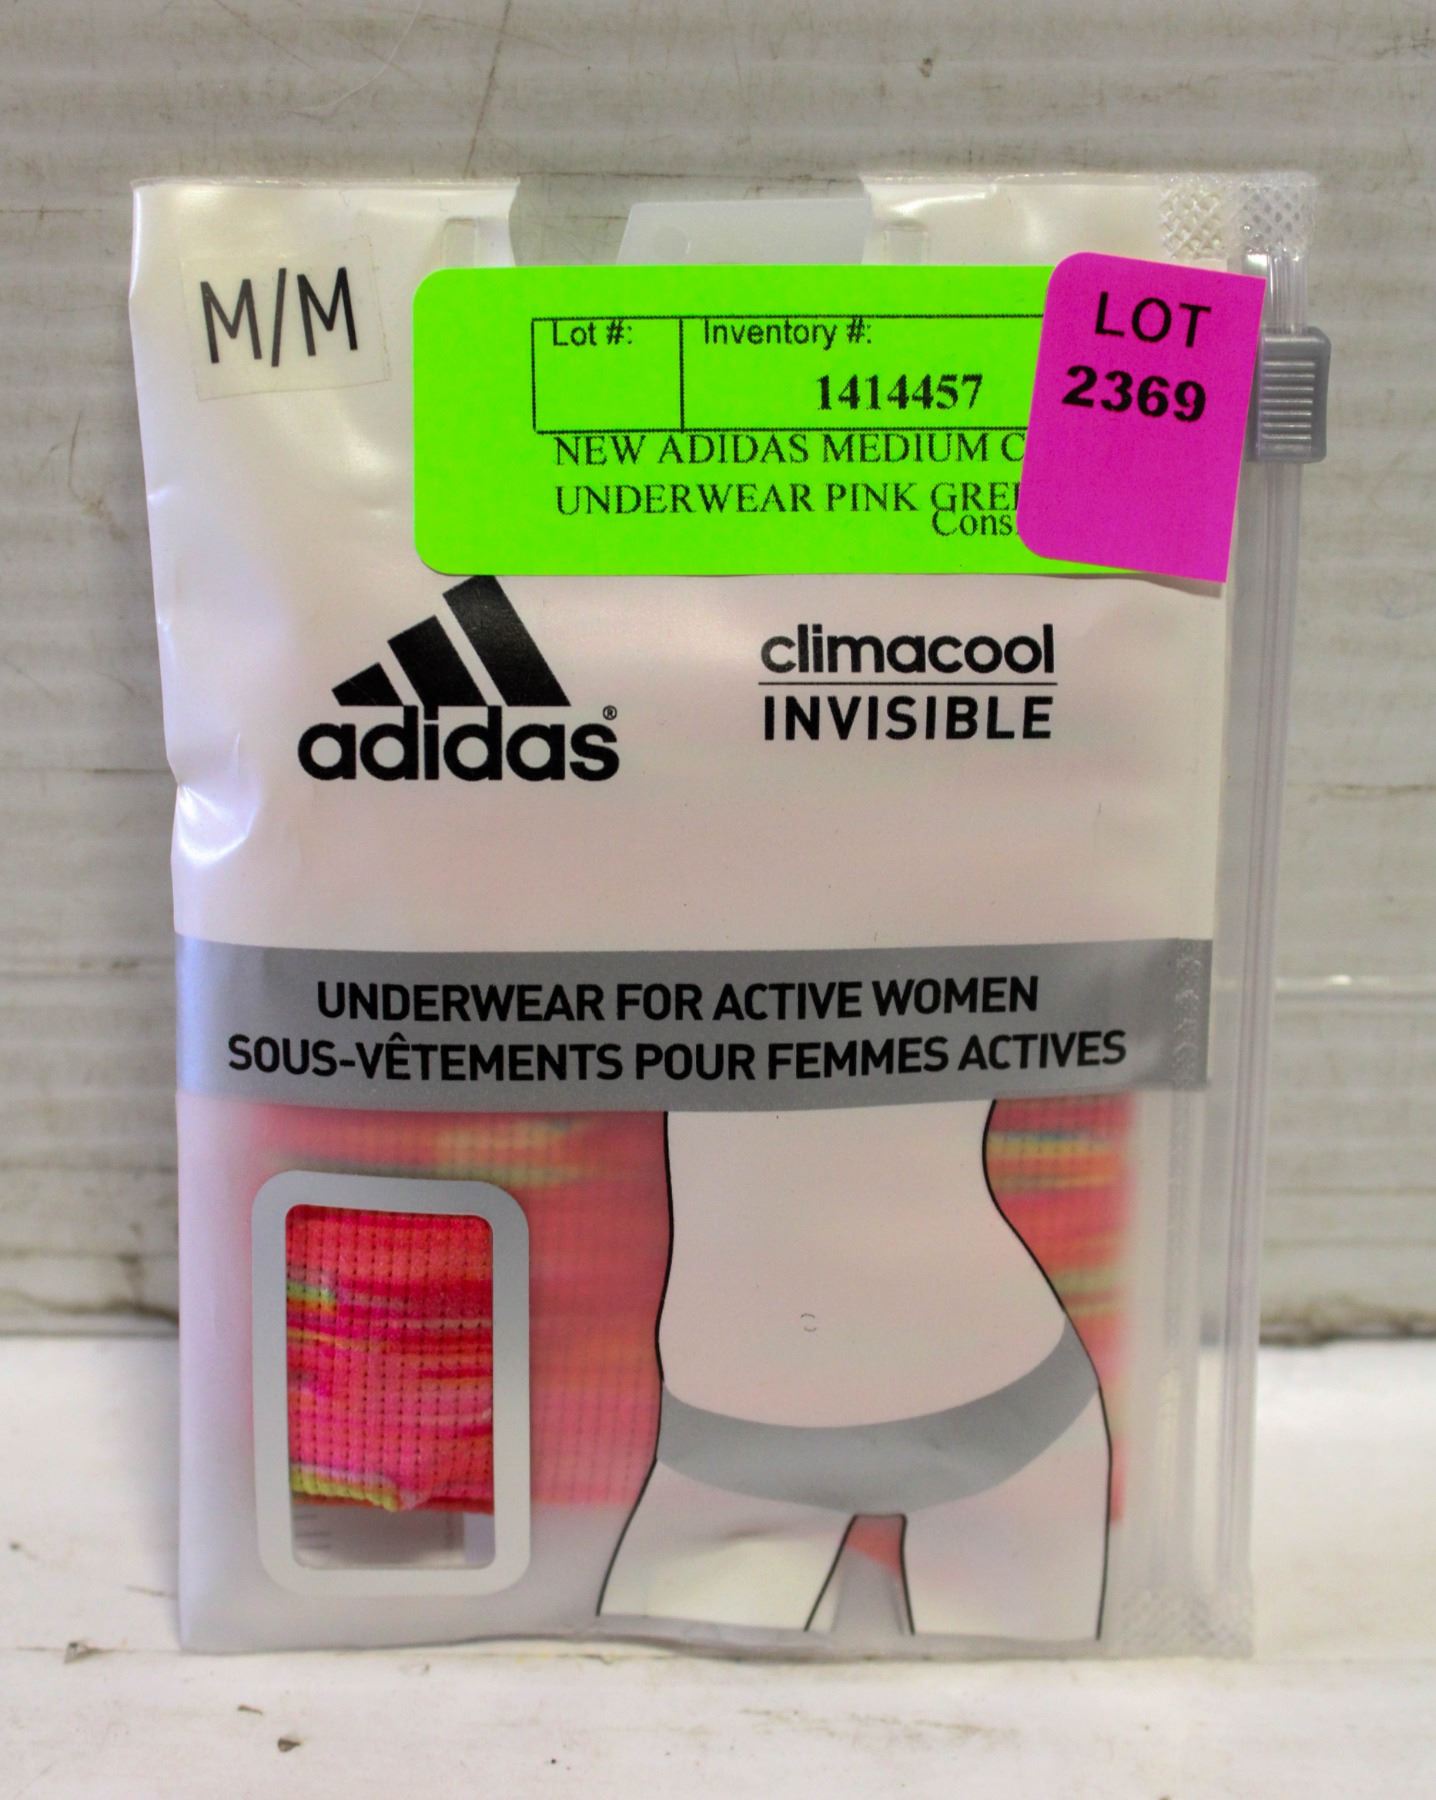 M/M
Lot #: Inventory #:
1414457
NEW ADIDAS MEDIUM
UNDERWEAR PINK
LOT
2369
adidas®
climacool
INVISIBLE
UNDERWEAR FOR ACTIVE WOMEN
SOUS-VÊTEMENTS POUR FEMMES ACTIVES